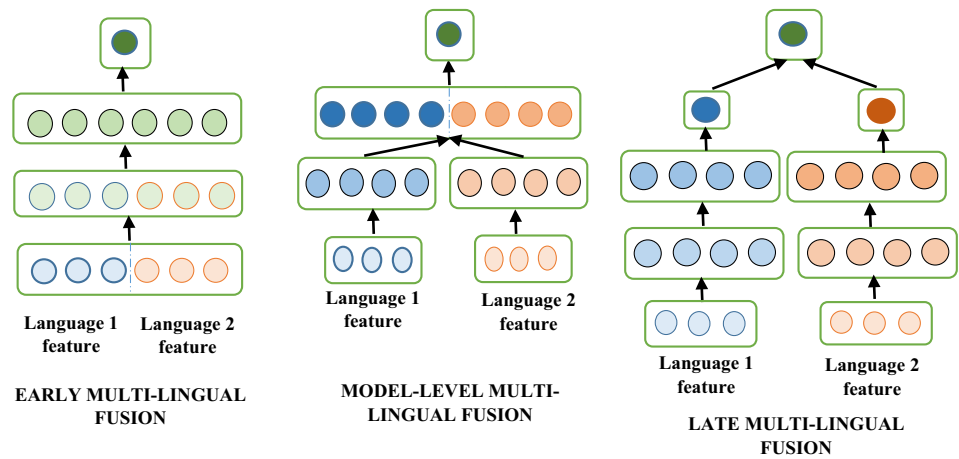 Language 1
feature
Language 2
feature
EARLY MULTI-LINGUAL
FUSION
Language 1
feature
Language 2
feature
MODEL-LEVEL MULTI-
LINGUAL FUSION
Language 1
feature
Language 2
feature
LATE MULTI-LINGUAL
FUSION